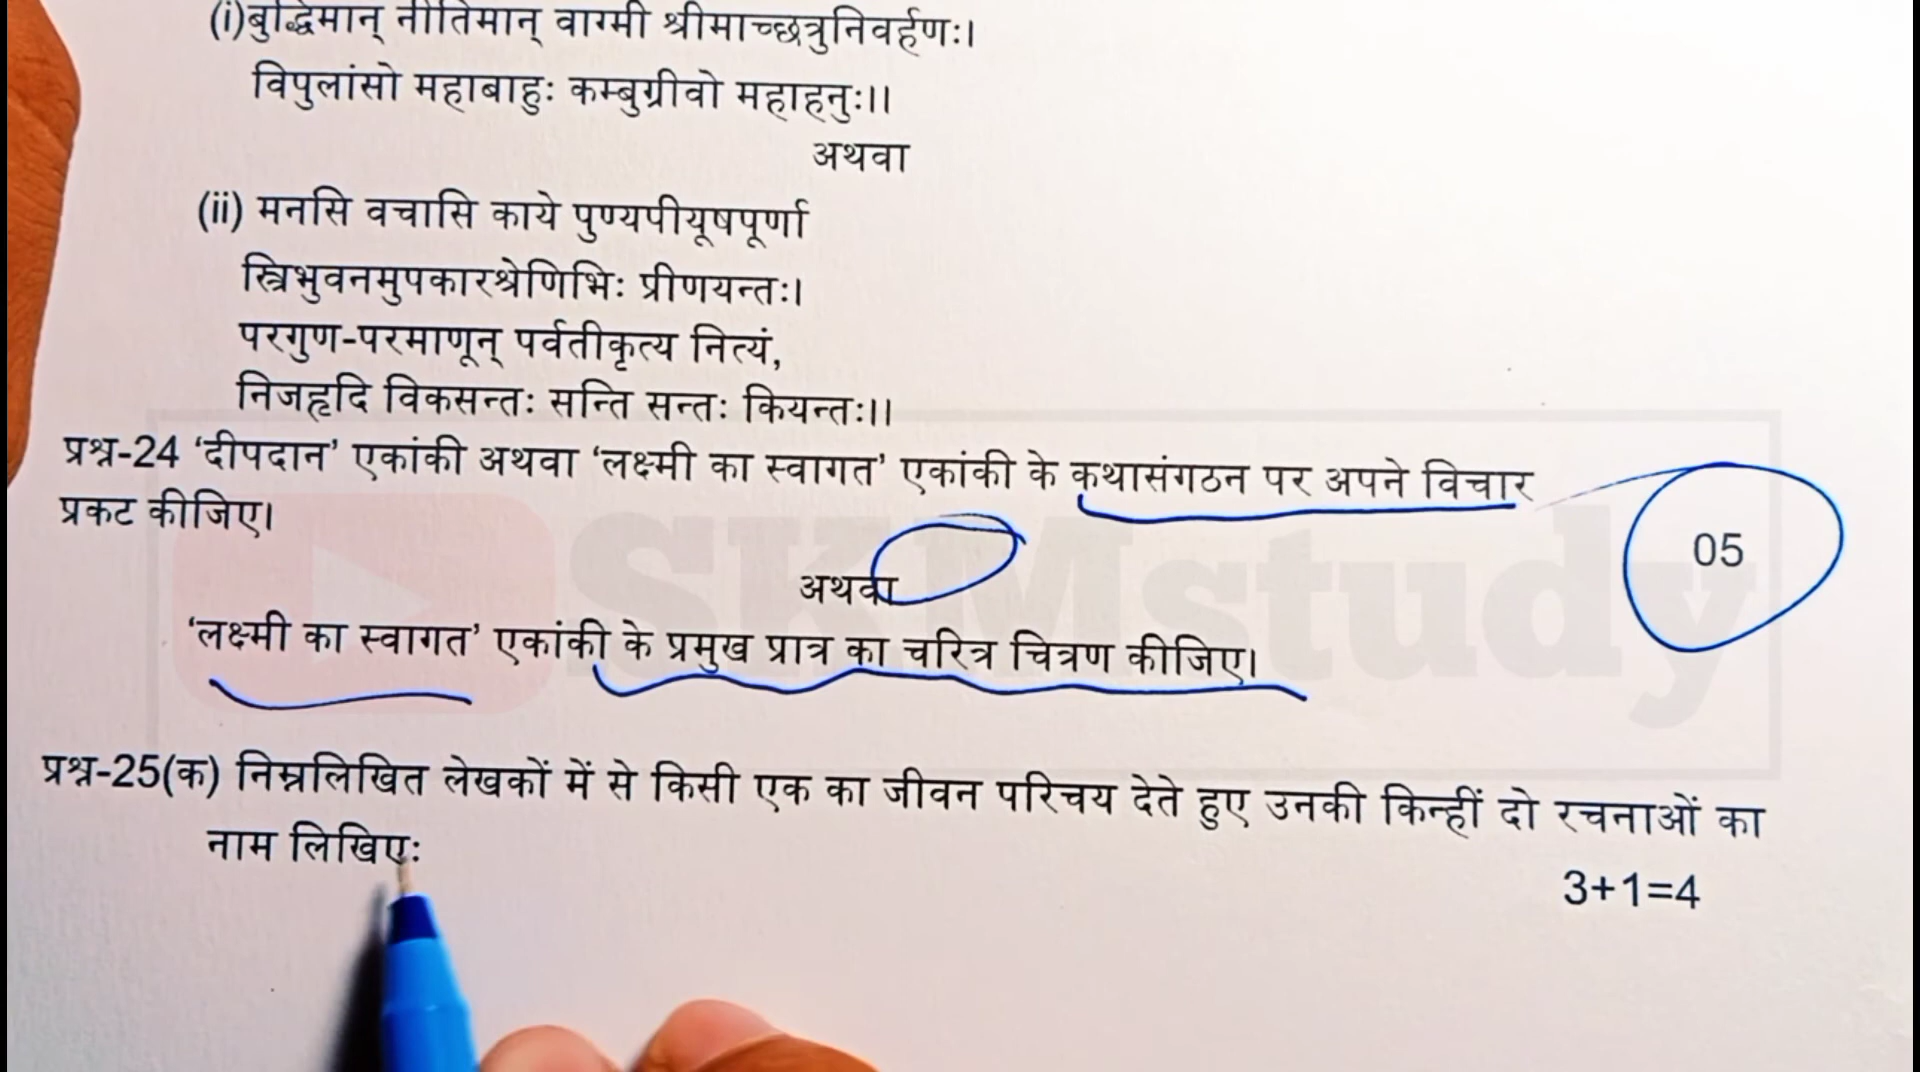 (i)बुद्धिमान् नीतिमान् वाग्मी श्रीमाच्छत्रुनिवर्हणः।
विपुलांसो महाबाहुः कम्बुग्रीवो महाहनुः।।
अथवा
(ii) मनसि वचासि काये पुण्यपीयूषपूर्णा
स्त्रिभुवनमुपकारश्रेणिभिः प्रीणयन्तः।
परगुण-परमाणून् पर्वतीकृत्य नित्यं,
निजहृदि विकसन्तः सन्ति सन्तः कियन्तः।।
प्रश्न-24 ‘दीपदान’ एकांकी अथवा ‘लक्ष्मी का स्वागत’ एकांकी के कथासंगठन पर अपने विचार
प्रकट कीजिए।
05
अथवा
‘लक्ष्मी का स्वागत’ एकांकी के प्रमुख प्रात्र का चरित्र चित्रण कीजिए।
SKMstudy
प्रश्न-25(क) निम्नलिखित लेखकों में से किसी एक का जीवन परिचय देते हुए उनकी किन्हीं दो रचनाओं का
नाम लिखिए:
3+1=4